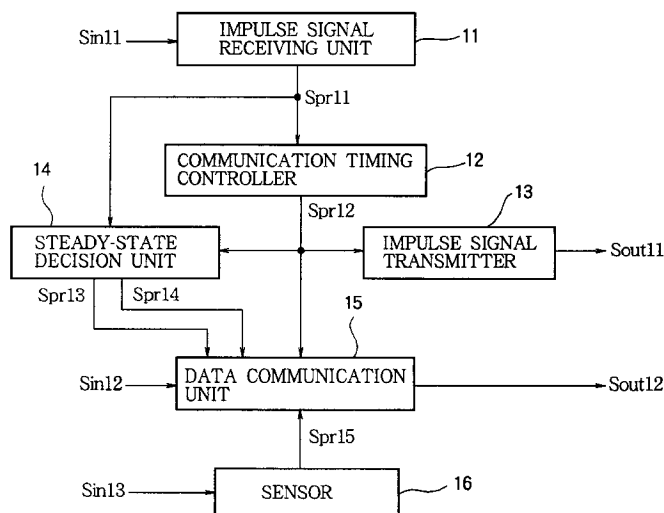 Sin11
IMPULSE SIGNAL
RECEIVING UNIT
11
Spr11
COMMUNICATION TIMING
CONTROLLER
12
14
Spr12
13
STEADY-STATE
DECISION UNIT
IMPULSE SIGNAL
TRANSMITTER
Sout11
Spr13
Spr14
15
Sin12
DATA COMMUNICATION
UNIT
Sout12
Spr15
Sin13
SENSOR
16